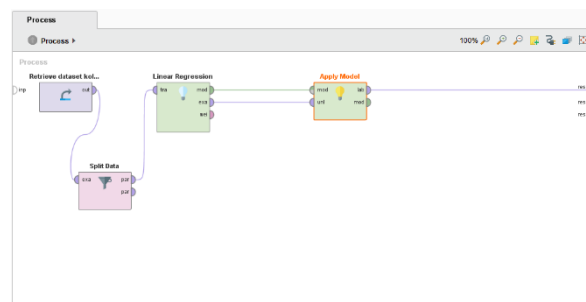 Process
Process
100%
Process
Retrieve dataset kol...
Linear Regression
Apply Model
inp
out
tra
mod
exa
wei
mod
unl
lab
mod
res
res
res
Split Data
exa
par
par